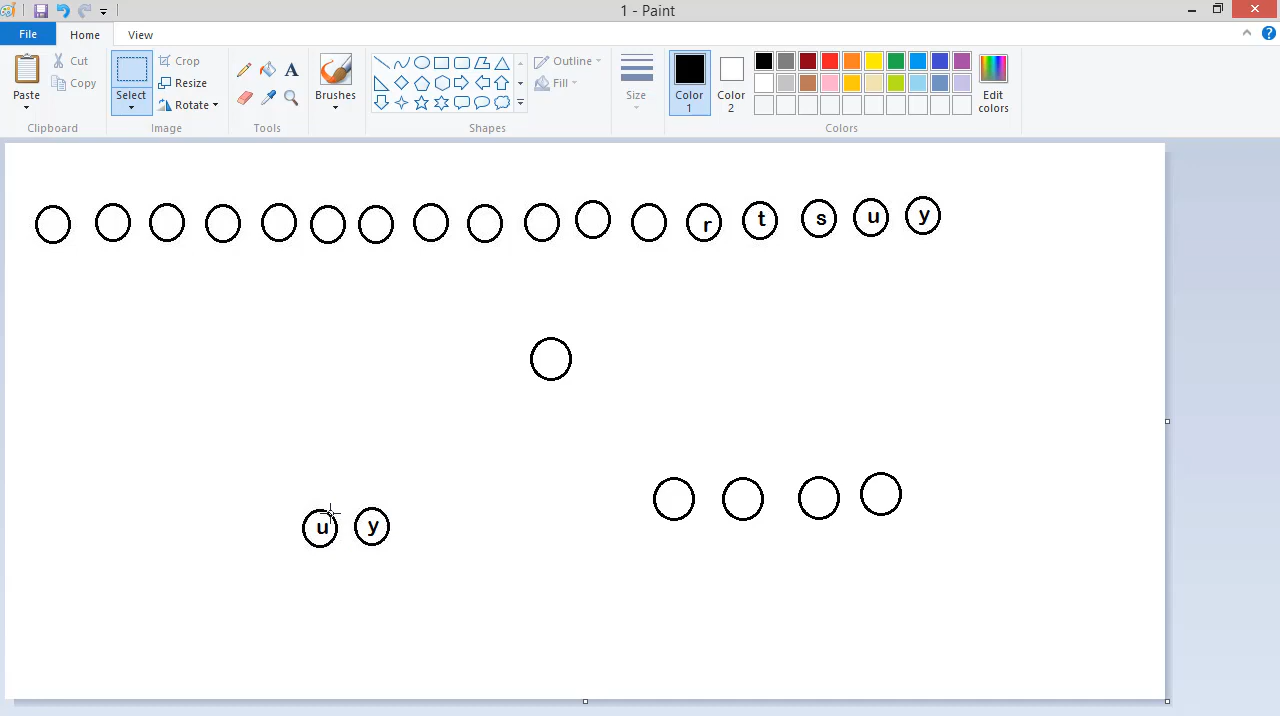 1 - Paint
File Home View
Paste
Cut
Copy
Clipboard
Select
Crop
Resize
Rotate
Image
A
Tools
Brushes
Outline
Fill
Shapes
Size
Color 1
Color 2
Edit colors
Colors
r t s u y
u y